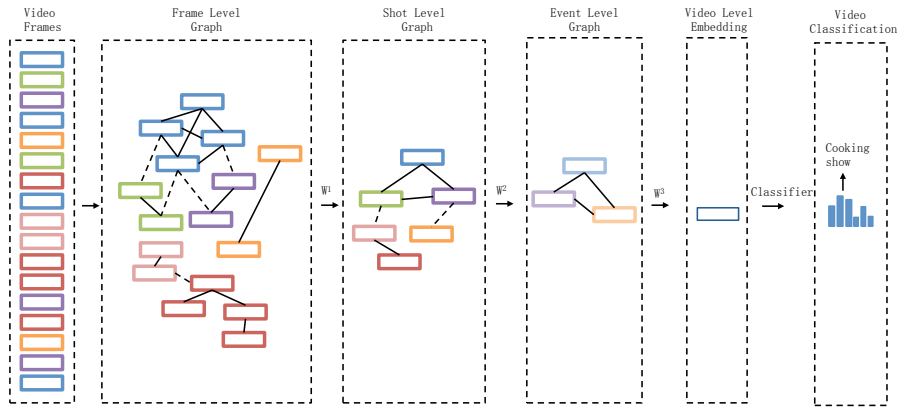 Video
Frames
Frame Level
Graph
Shot Level
Graph
Event Level
Graph
Video Level
Embedding
Video
Classification
W1
W2
W3
Classifier
Cooking
show